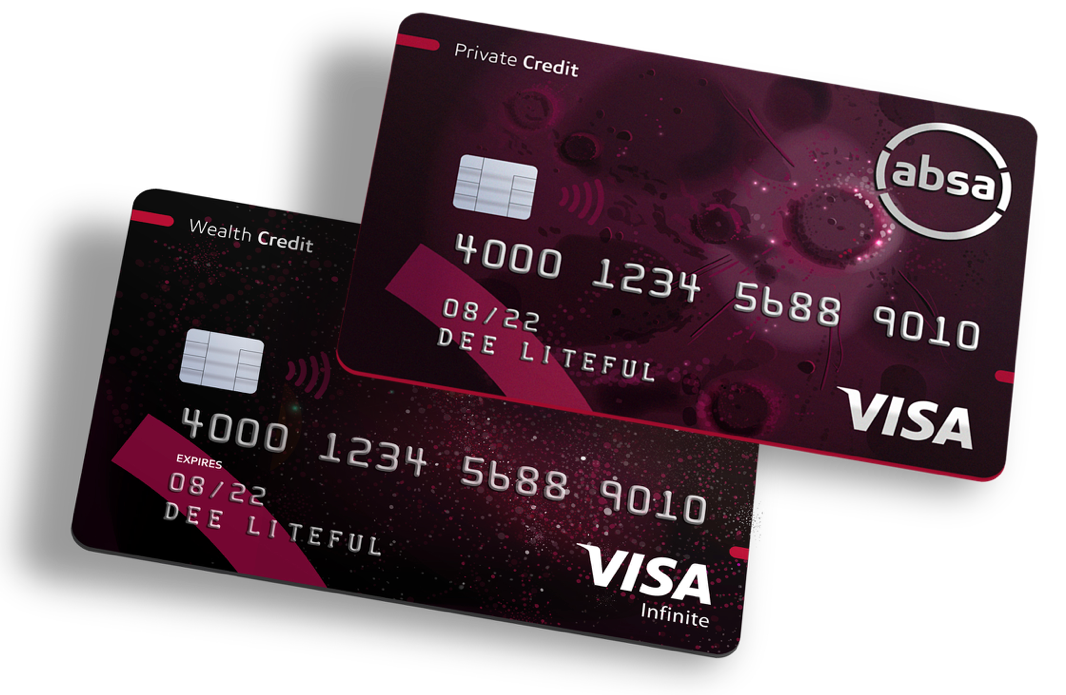 Private Credit
absa
4000 1234 5688 9010
08/22
DEE LITEFUL
VISA
Wealth Credit
4000 1234 5688 9010
EXPIRES
08/22
DEE LITEFUL
VISA
Infinite